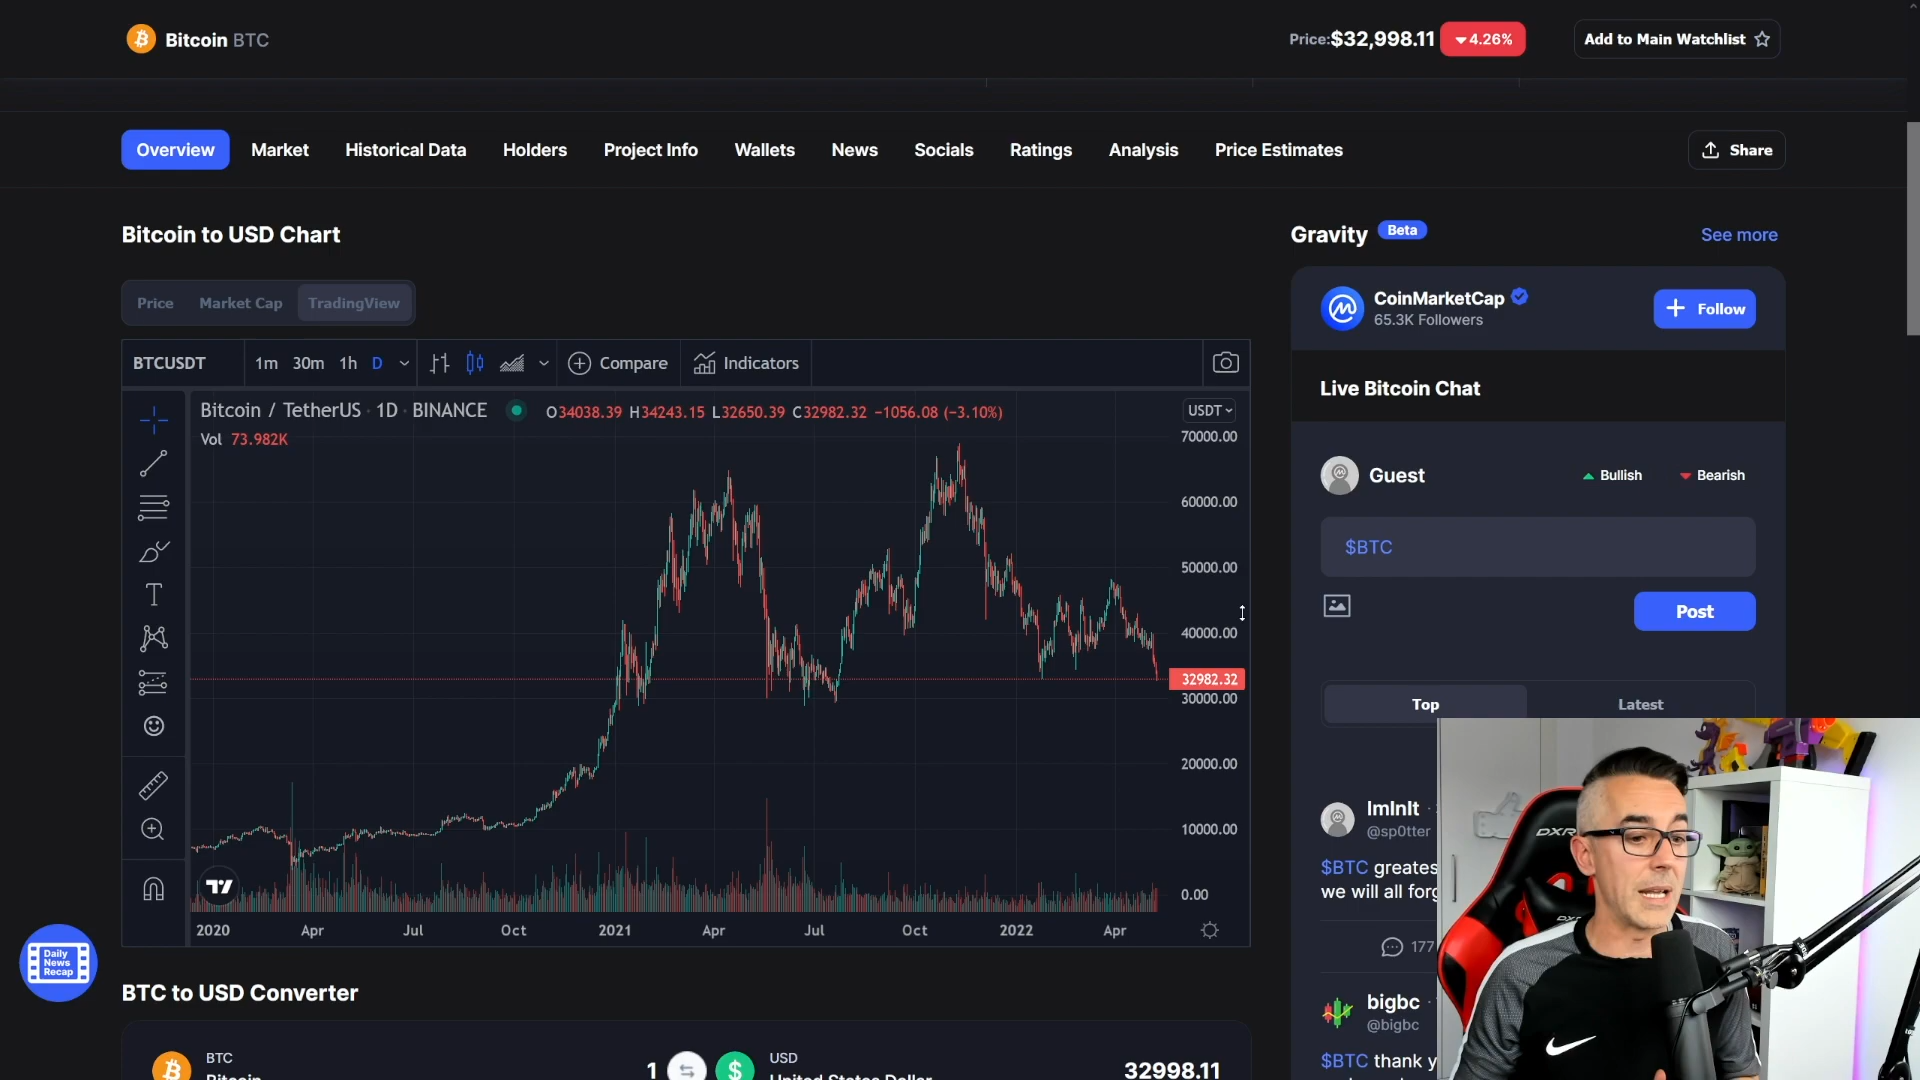 Bitcoin BTC
Price:$32,998.11 4.26%
Add to Main Watchlist
Overview Market Historical Data Holders Project Info Wallets News Socials Ratings Analysis Price Estimates
Share
Bitcoin to USD Chart
Price Market Cap TradingView
BTCUSDT 1m 30m 1h D Compare Indicators
Bitcoin / TetherUS · 1D · BINANCE O34038.39 H34243.15 L32650.39 C32982.32 −1056.08 (−3.10%)
Vol 73.982K
USDT
70000.00
60000.00
50000.00
40000.00
32982.32
30000.00
20000.00
10000.00
0.00
2020 Apr Jul Oct 2021 Apr Jul Oct 2022 Apr
Daily
News
Recap
BTC to USD Converter
BTC
Bitcoin
1
USD
United States Dollar
32998.11
Gravity Beta
See more
CoinMarketCap
65.3K Followers
Follow
Live Bitcoin Chat
Guest
Bullish Bearish
$BTC
Post
Top Latest
@sp0tter
$BTC
we will all
177
bigbc
@bigbc
$BTC thank
DXR